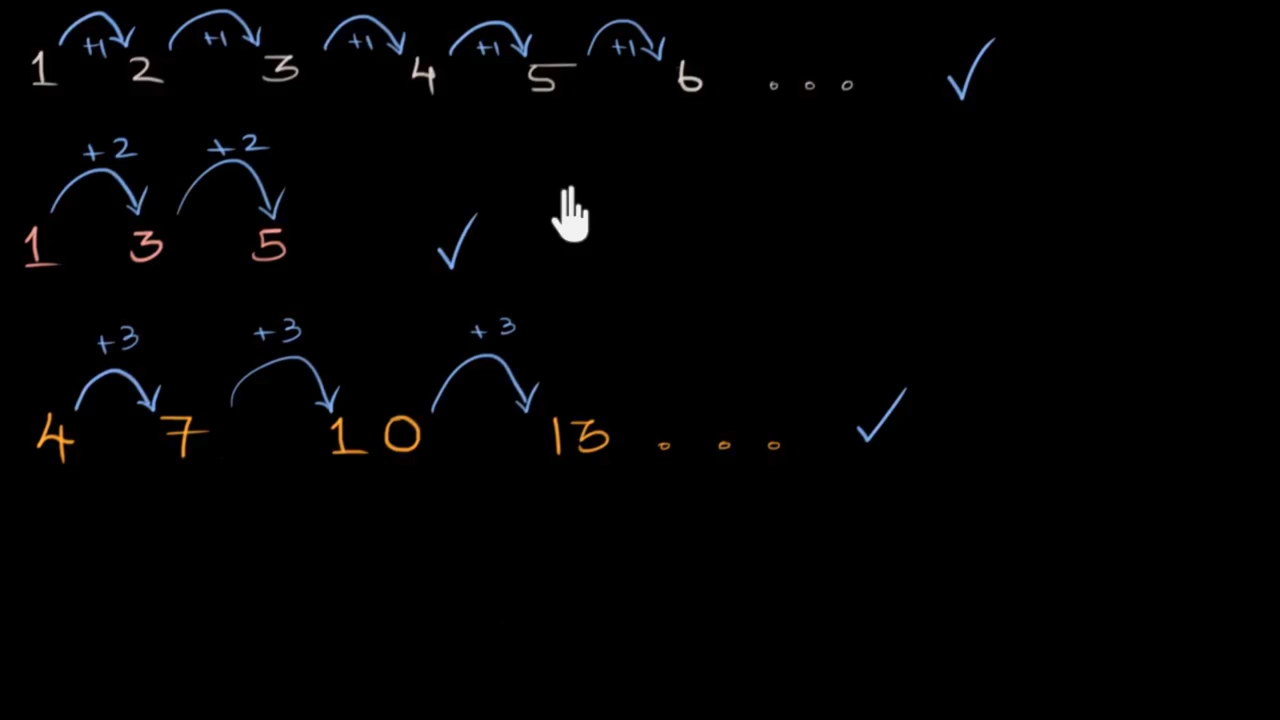 +1 +1 +1 +1 +1
1 2 3 4 5 6 . . .
+2 +2
1 3 5
+3 +3 +3
4 7 10 13 . . .